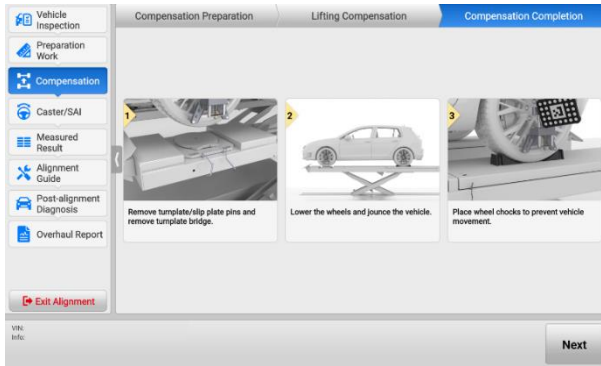 Vehicle
Inspection
Preparation
Work
Compensation
Caster/SAI
Measured
Result
Alignment
Guide
Post-alignment
Diagnosis
Overhaul Report
Exit Alignment
Compensation Preparation
Lifting Compensation
Compensation Completion
1
Remove turnplate/slip plate pins and
remove turnplate bridge.
2
Lower the wheels and jounce the vehicle.
3
Place wheel chocks to prevent vehicle
movement.
VIN:
Info:
Next